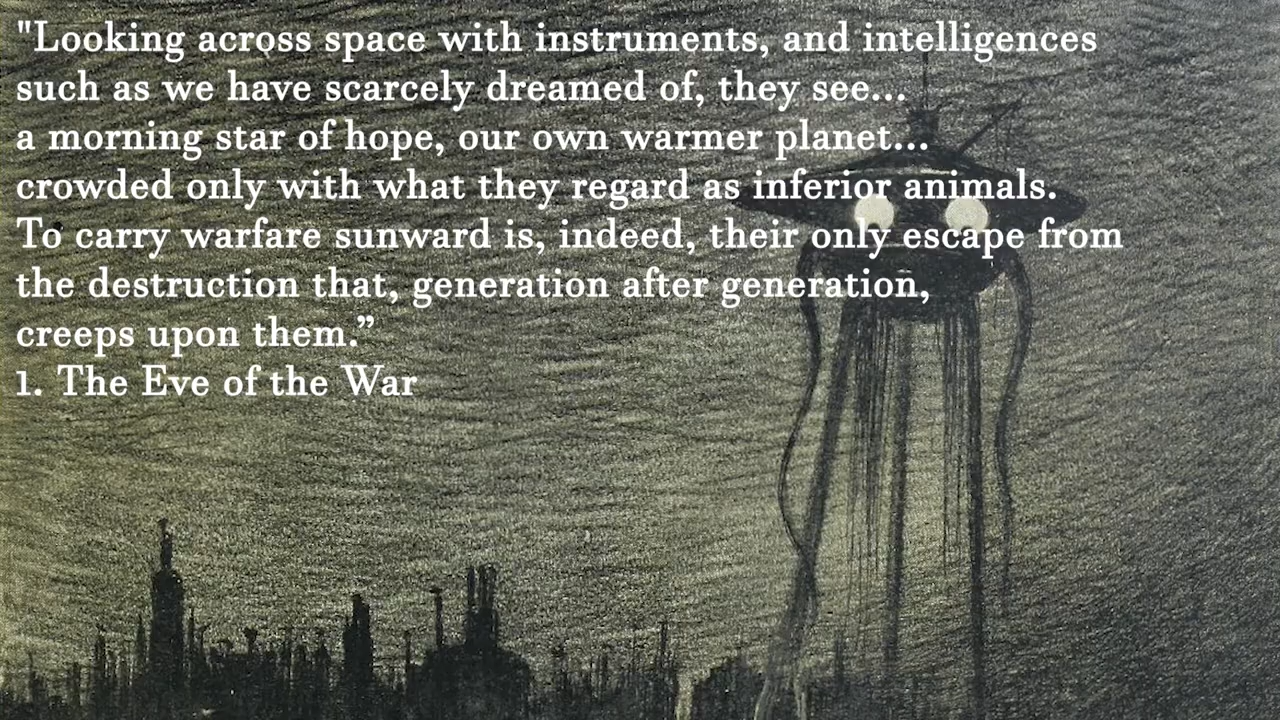 "Looking across space with instruments, and intelligences
such as we have scarcely dreamed of, they see...
a morning star of hope, our own warmer planet...
crowded only with what they regard as inferior animals.
To carry warfare sunward is, indeed, their only escape from
the destruction that, generation after generation,
creeps upon them.”
1. The Eve of the War